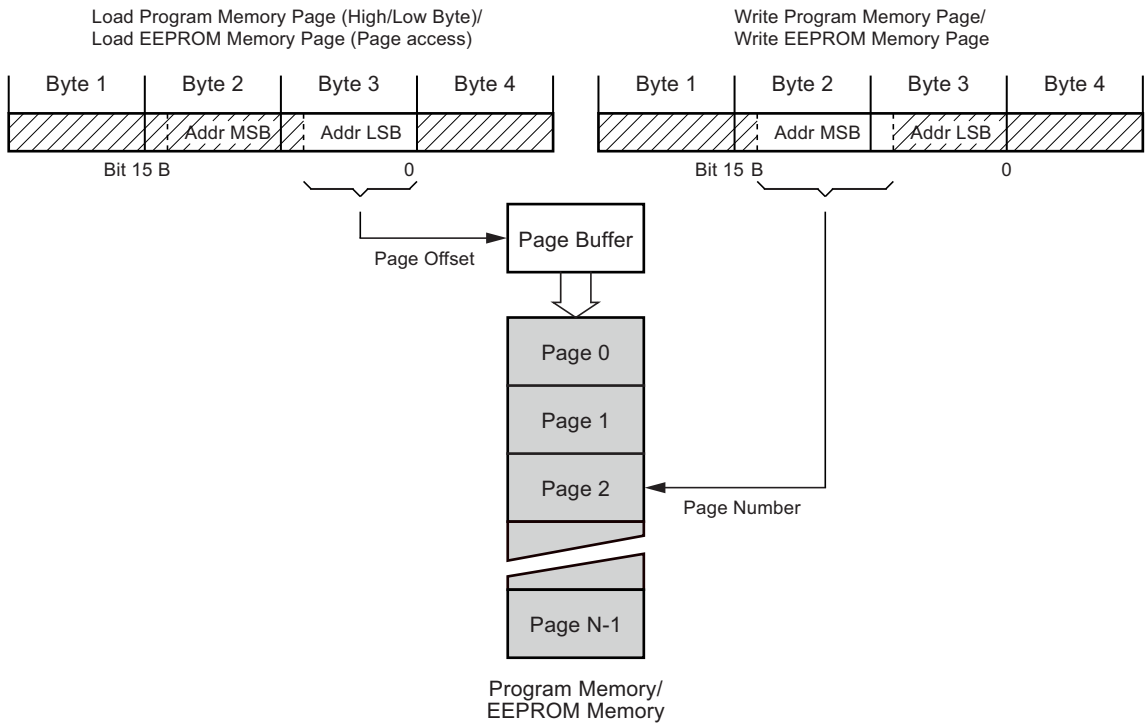 Load Program Memory Page (High/Low Byte)/
Load EEPROM Memory Page (Page access)
Byte 1 Byte 2 Byte 3 Byte 4
Addr MSB Addr LSB
Bit 15 B 0
Write Program Memory Page/
Write EEPROM Memory Page
Byte 1 Byte 2 Byte 3 Byte 4
Addr MSB Addr LSB
Bit 15 B 0
Page Offset
Page Buffer
Page 0
Page 1
Page 2
Page Number
Page N-1
Program Memory/
EEPROM Memory